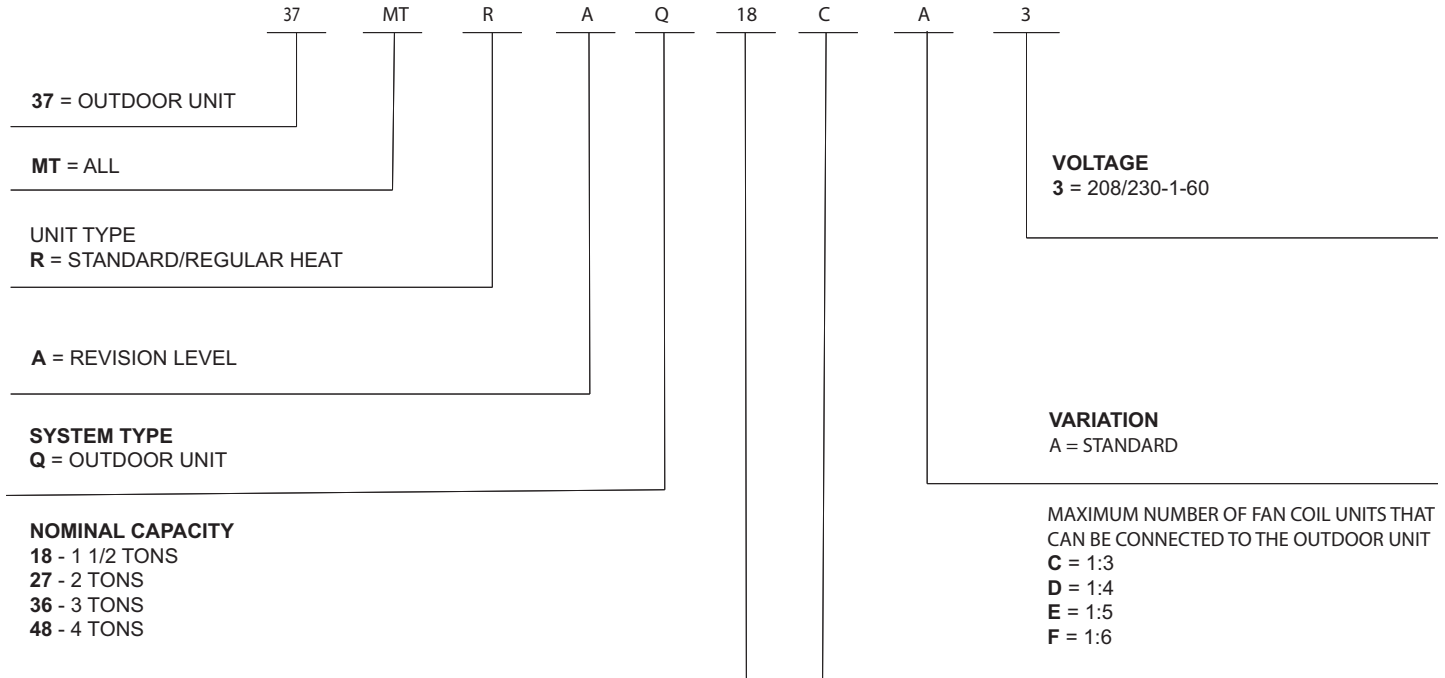 37 MT R A Q 18 C A 3
37 = OUTDOOR UNIT
MT = ALL
UNIT TYPE
R = STANDARD/REGULAR HEAT
A = REVISION LEVEL
SYSTEM TYPE
Q = OUTDOOR UNIT
NOMINAL CAPACITY
18 - 1 1/2 TONS
27 - 2 TONS
36 - 3 TONS
48 - 4 TONS
VOLTAGE
3 = 208/230-1-60
VARIATION
A = STANDARD
MAXIMUM NUMBER OF FAN COIL UNITS THAT
CAN BE CONNECTED TO THE OUTDOOR UNIT
C = 1:3
D = 1:4
E = 1:5
F = 1:6